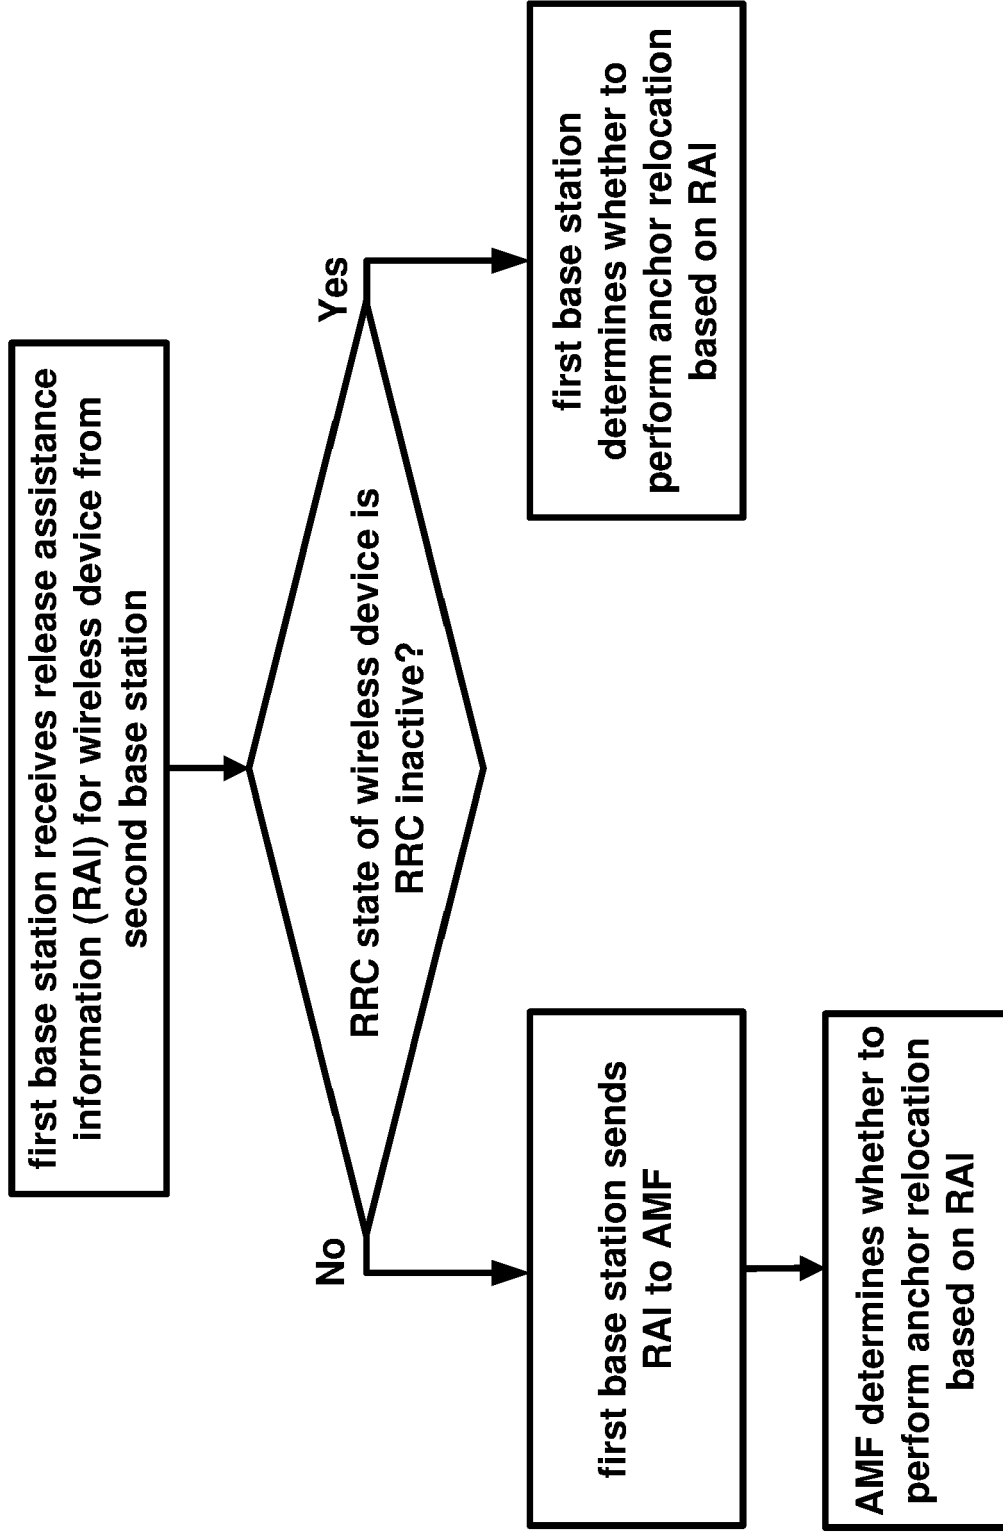 first base station receives release assistance
information (RAI) for wireless device from
second base station
RRC state of wireless device is
RRC inactive?
No
Yes
first base station sends
RAI to AMF
first base station
determines whether to
perform anchor relocation
based on RAI
AMF determines whether to
perform anchor relocation
based on RAI